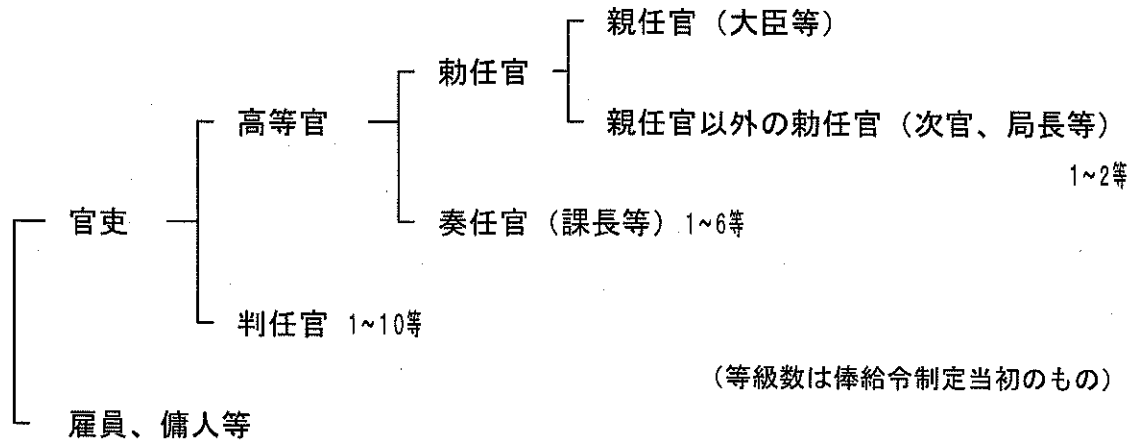 親任官（大臣等）
勅任官
高等官
親任官以外の勅任官（次官、局長等）
1~2等
官吏
奏任官（課長等）1~6等
判任官 1~10等
（等級数は俸給令制定当初のもの）
雇員、傭人等